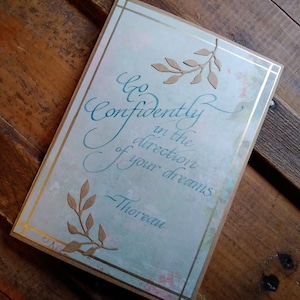 Go
Confidently
in the
direction
of your dreams
~Thoreau